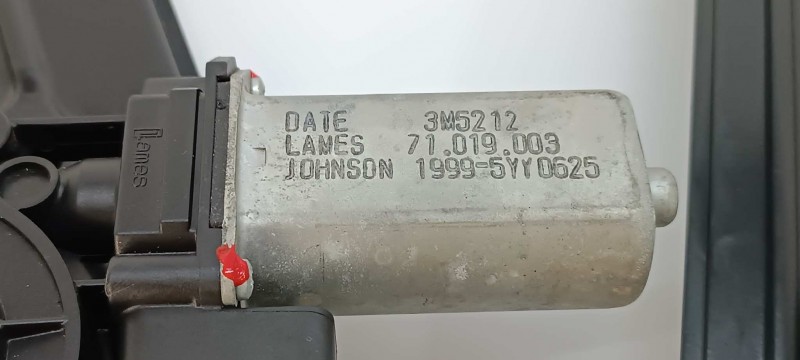 Lames
DATE 3M5212
LAMES 71.019.003
JOHNSON 1999-5YY0625